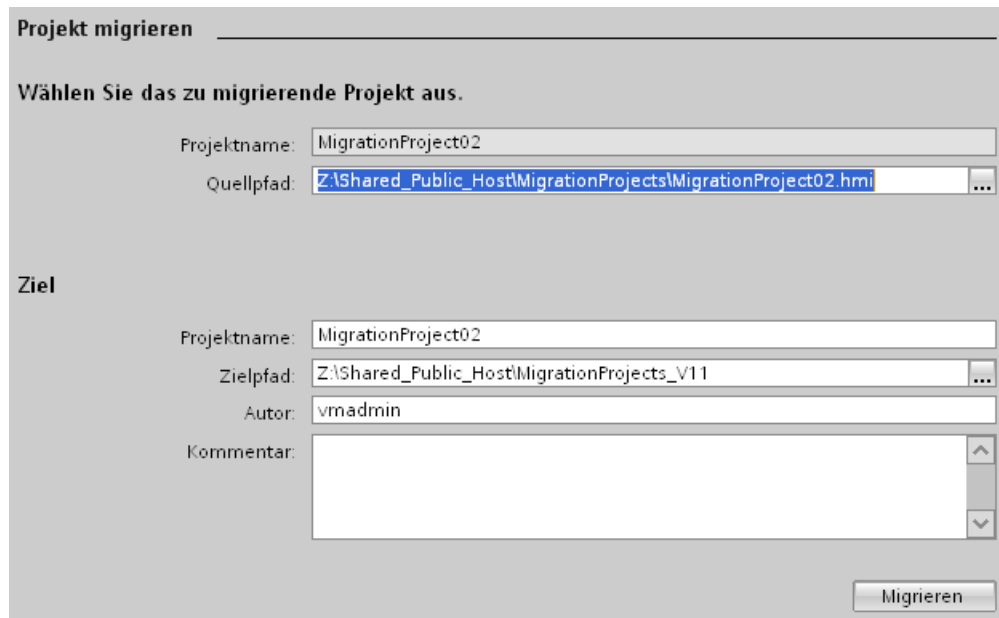 Projekt migrieren
Wählen Sie das zu migrierende Projekt aus.
Projektname: MigrationProject02
Quellpfad: Z:\Shared_Public_Host\MigrationProjects\MigrationProject02.hmi ...
Ziel
Projektname: MigrationProject02
Zielpfad: Z:\Shared_Public_Host\MigrationProjects_V11 ...
Autor: vmadmin
Kommentar:
Migrieren